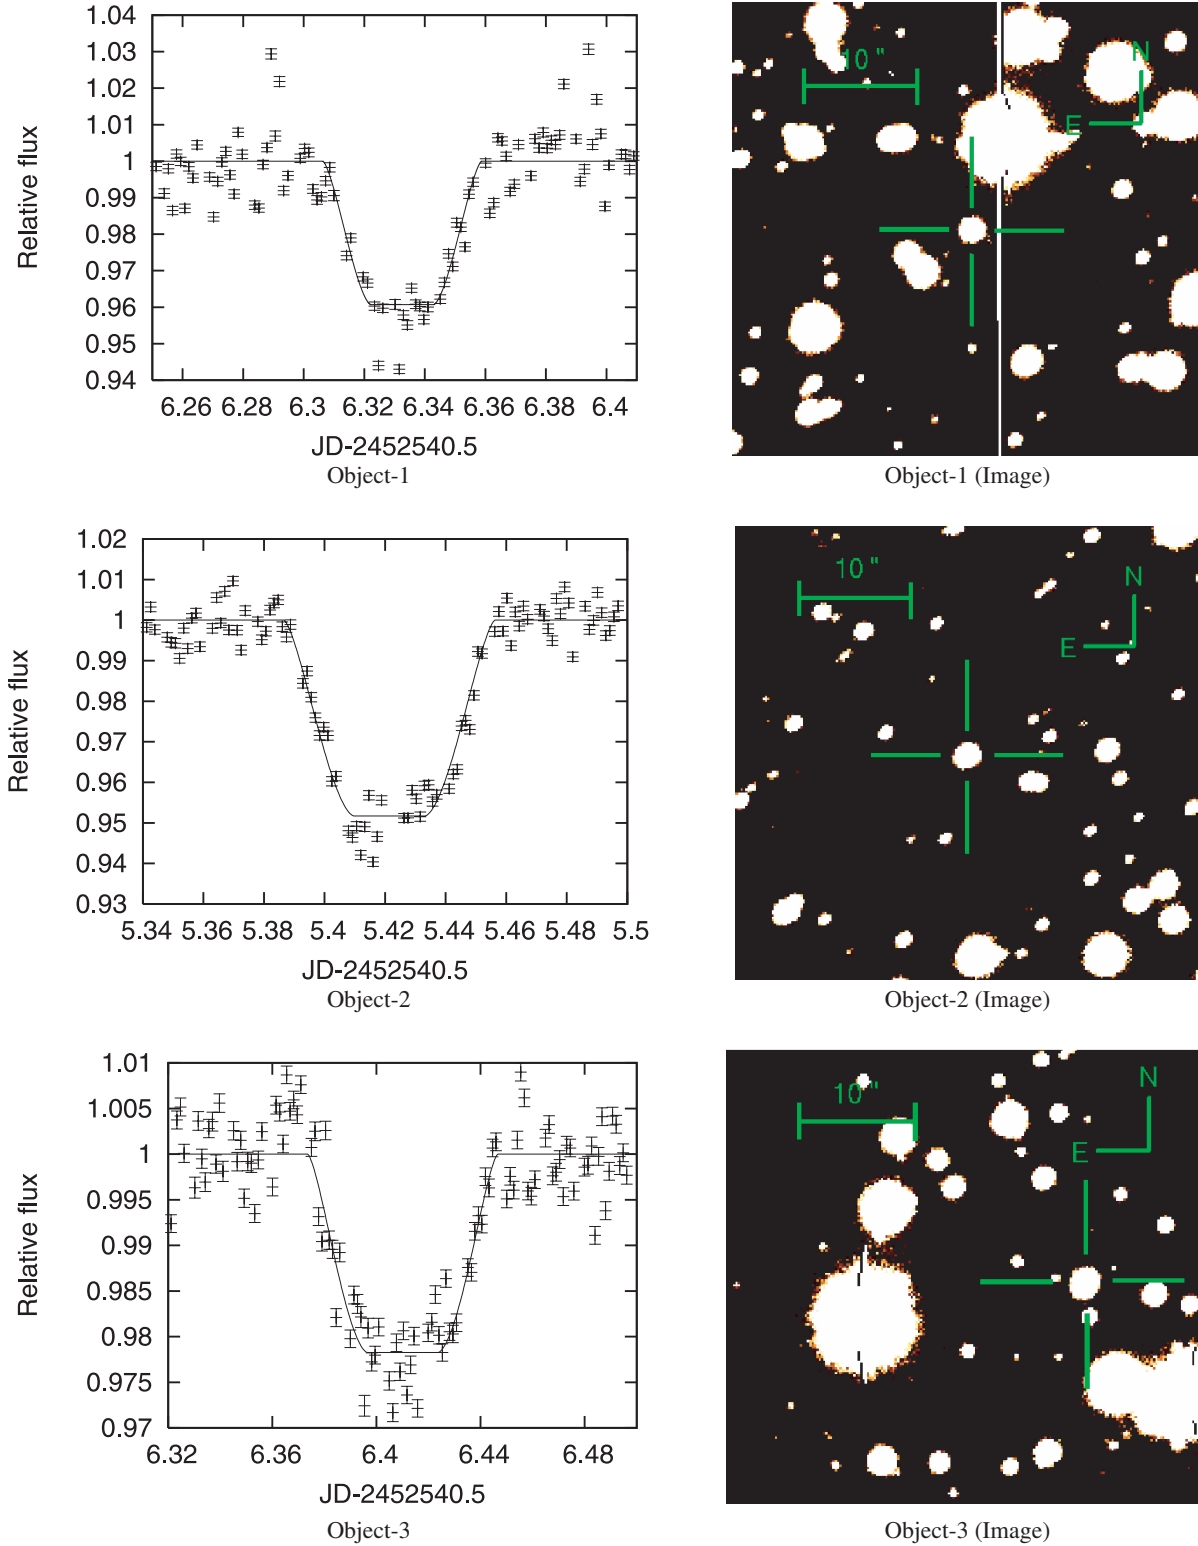 1.04
1.03
1.02
1.01
1
0.99
0.98
0.97
0.96
0.95
0.94
Relative flux
6.26 6.28 6.3 6.32 6.34 6.36 6.38 6.4
JD-2452540.5
Object-1
10 "
N
E
Object-1 (Image)
1.02
1.01
1
0.99
0.98
0.97
0.96
0.95
0.94
0.93
Relative flux
5.34 5.36 5.38 5.4 5.42 5.44 5.46 5.48 5.5
JD-2452540.5
Object-2
10 "
N
E
Object-2 (Image)
1.01
1.005
1
0.995
0.99
0.985
0.98
0.975
0.97
Relative flux
6.32 6.36 6.4 6.44 6.48
JD-2452540.5
Object-3
10 "
N
E
Object-3 (Image)